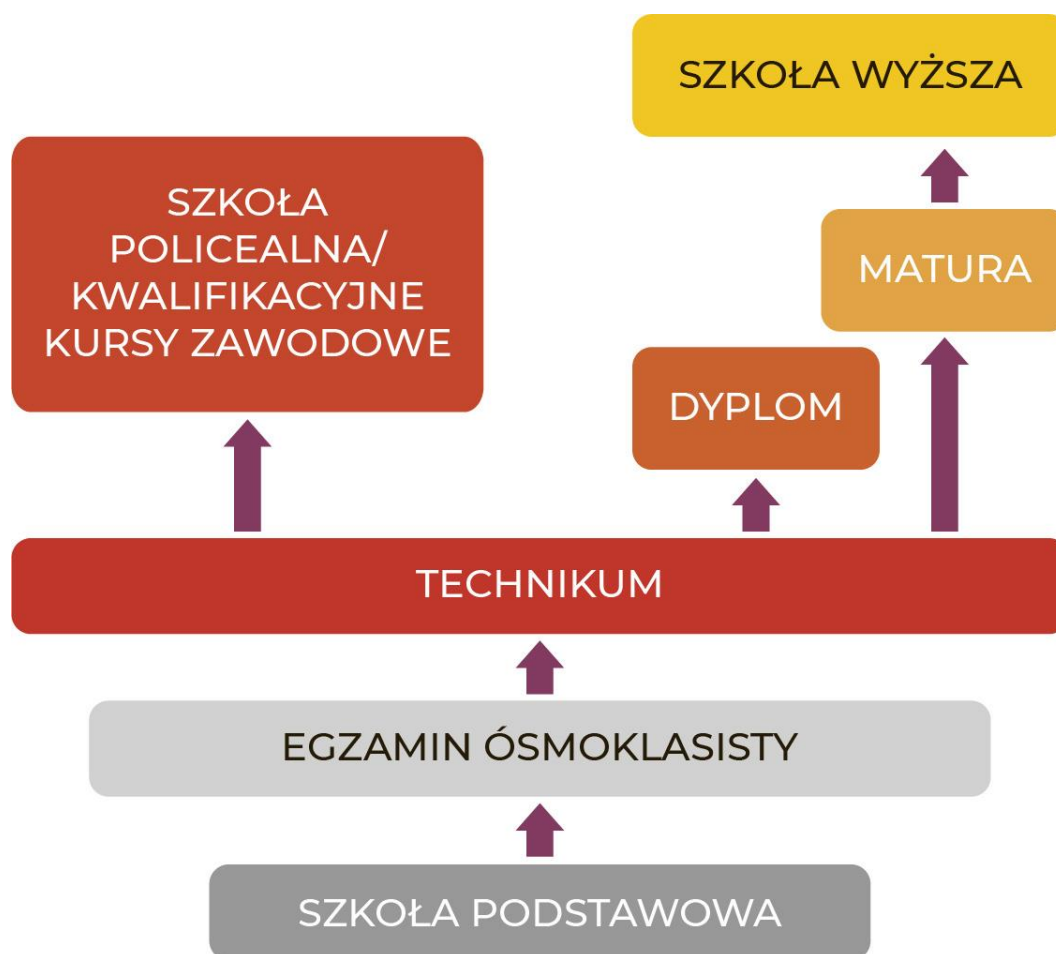 SZKOŁA WYŻSZA
SZKOŁA
POLICEALNA/
KWALIFIKACYJNE
KURSY ZAWODOWE
MATURA
DYPLOM
TECHNIKUM
EGZAMIN ÓSMOKLASISTY
SZKOŁA PODSTAWOWA